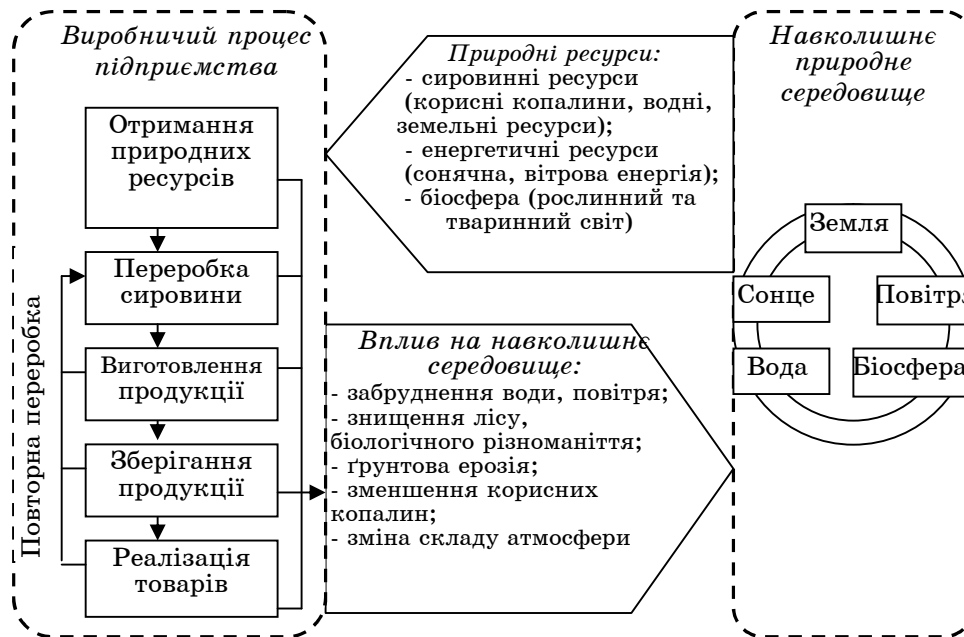 Виробничий процес
підприємства
Отримання
природних
ресурсів
Переробка
сировини
Виготовлення
продукції
Зберігання
продукції
Реалізація
товарів
Повторна переробка
Природні ресурси:
- сировинні ресурси
(корисні копалини, водні,
земельні ресурси);
- енергетичні ресурси
(сонячна, вітрова енергія);
- біосфера (рослинний та
тваринний світ)
Вплив на навколишнє
середовище:
- забруднення води, повітря;
- знищення лісу,
біологічного різноманіття;
- ґрунтова ерозія;
- зменшення корисних
копалин;
- зміна складу атмосфери
Навколишнє
природне
середовище
Земля
Сонце
Повітря
Вода
Біосфера